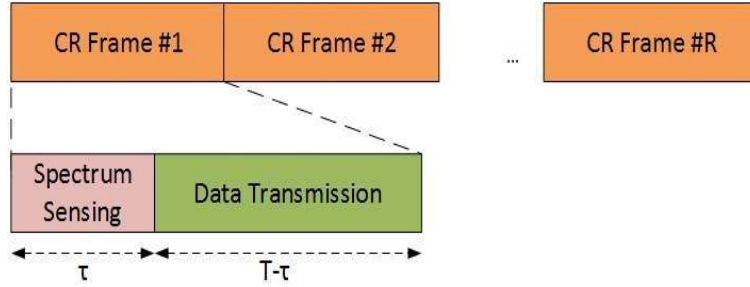 CR Frame #1
CR Frame #2
...
CR Frame #R
Spectrum
Sensing
Data Transmission
τ
T-τ